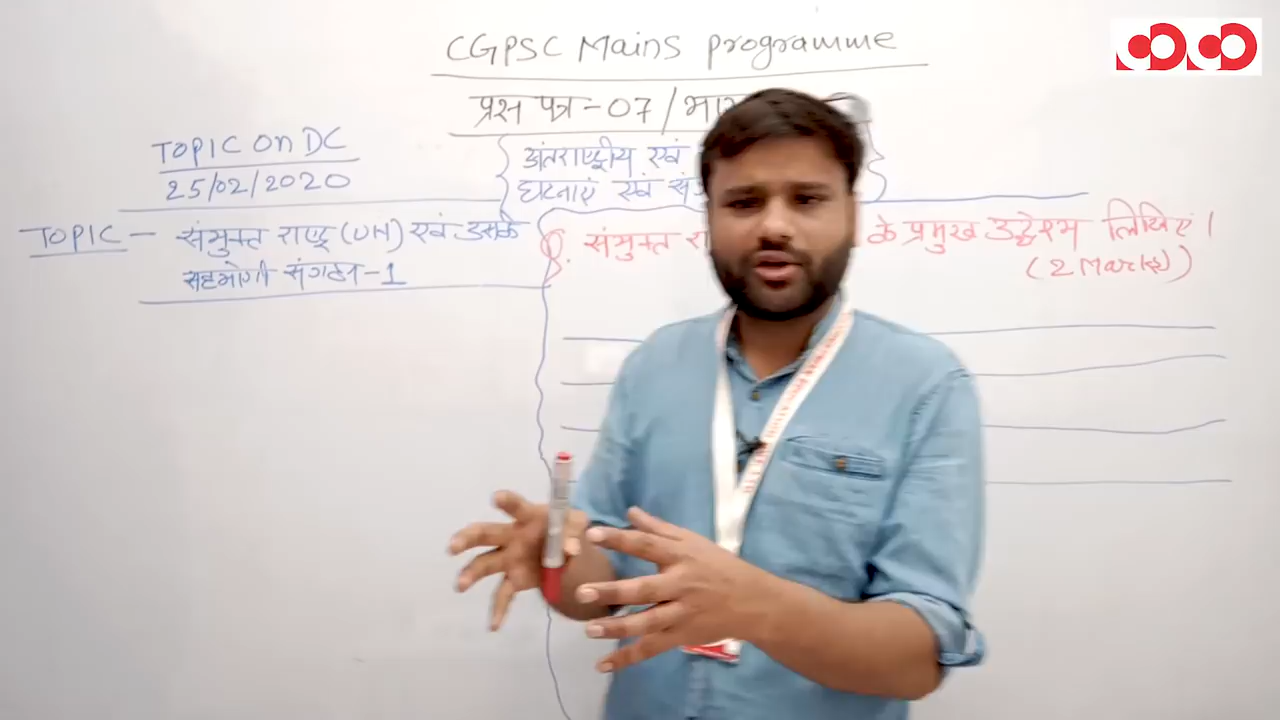 CGPSC Mains programme
प्रश्न पत्र - 07 / भा
TOPIC On DC
25/02/2020
अंतराष्ट्रीय एवं
घटनाएं एवं
TOPIC - संयुक्त राष्ट्र (UN) एवं उसके
सहयोगी संगठन - 1
Q. संयुक्त रा के प्रमुख उद्देश्य लिखिए।
(2 Marks)